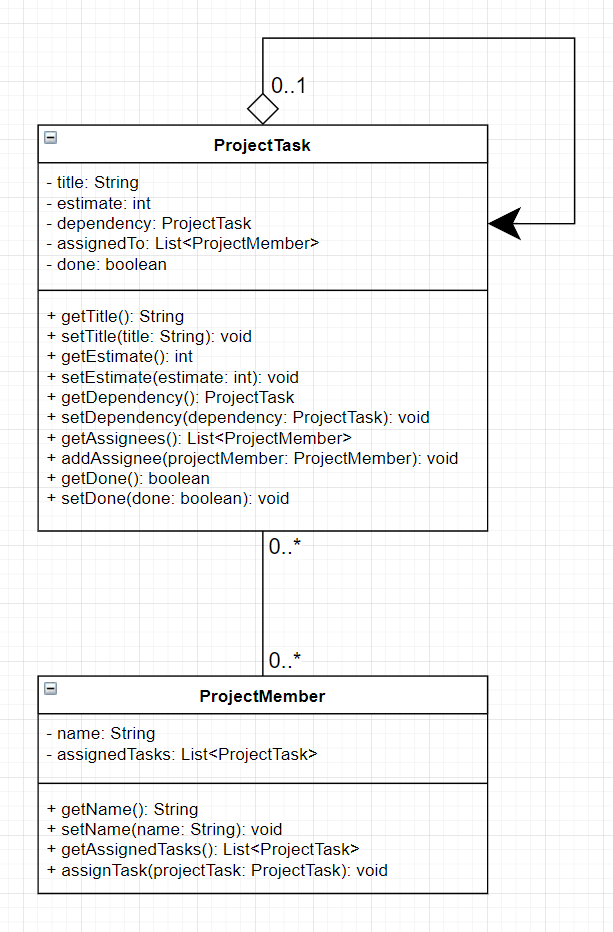 0..1
ProjectTask
- title: String
- estimate: int
- dependency: ProjectTask
- assignedTo: List<ProjectMember>
- done: boolean
+ getTitle(): String
+ setTitle(title: String): void
+ getEstimate(): int
+ setEstimate(estimate: int): void
+ getDependency(): ProjectTask
+ setDependency(dependency: ProjectTask): void
+ getAssignees(): List<ProjectMember>
+ addAssignee(projectMember: ProjectMember): void
+ getDone(): boolean
+ setDone(done: boolean): void
0..*
0..*
ProjectMember
- name: String
- assignedTasks: List<ProjectTask>
+ getName(): String
+ setName(name: String): void
+ getAssignedTasks(): List<ProjectTask>
+ assignTask(projectTask: ProjectTask): void